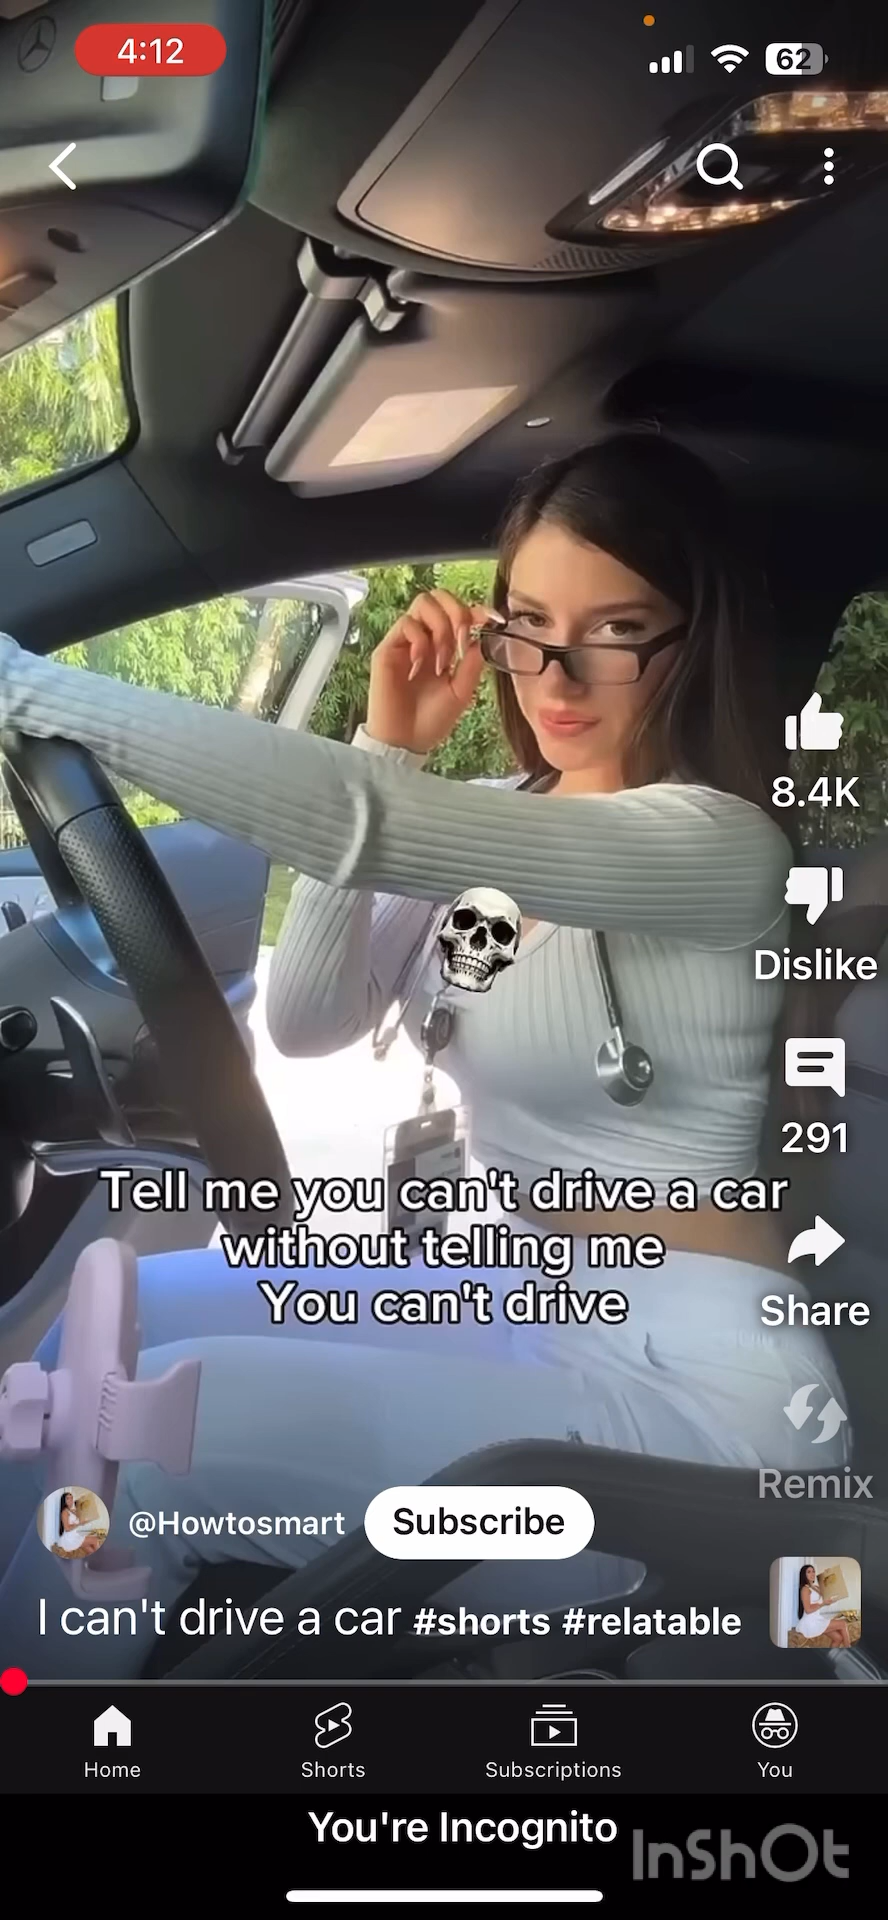 4:12
62
8.4K
Dislike
291
Tell me you can't drive a car
without telling me
You can't drive
Share
Remix
@Howtosmart
Subscribe
I can't drive a car #shorts #relatable
Home
Shorts
Subscriptions
You
You're Incognito
InShOt